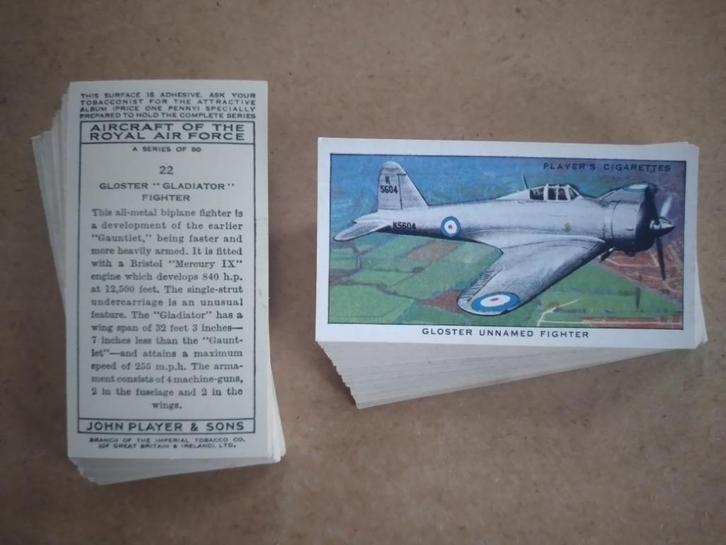 THIS SURFACE IS ADHESIVE. ASK YOUR
TOBACCONIST FOR THE ATTRACTIVE
ALBUM (PRICE ONE PENNY) SPECIALLY
PREPARED TO HOLD THE COMPLETE SERIES
AIRCRAFT OF THE
ROYAL AIR FORCE
A SERIES OF 50
22
GLOSTER "GLADIATOR"
FIGHTER
This all-metal biplane fighter is
a development of the earlier
"Gauntlet," being faster and
more heavily armed. It is fitted
with a Bristol "Mercury IX"
engine which develops 840 h.p.
at 12,500 feet. The single-strut
undercarriage is an unusual
feature. The "Gladiator" has a
wing span of 32 feet 3 inches—
7 inches less than the "Gaunt-
let"—and attains a maximum
speed of 255 m.p.h. The arma-
ment consists of 4 machine-guns,
2 in the fuselage and 2 in the
wings.
JOHN PLAYER & SONS
BRANCH OF THE IMPERIAL TOBACCO CO.
(OF GREAT BRITAIN & IRELAND), LTD.
PLAYER'S CIGARETTES
K
5604
K5604
GLOSTER UNNAMED FIGHTER